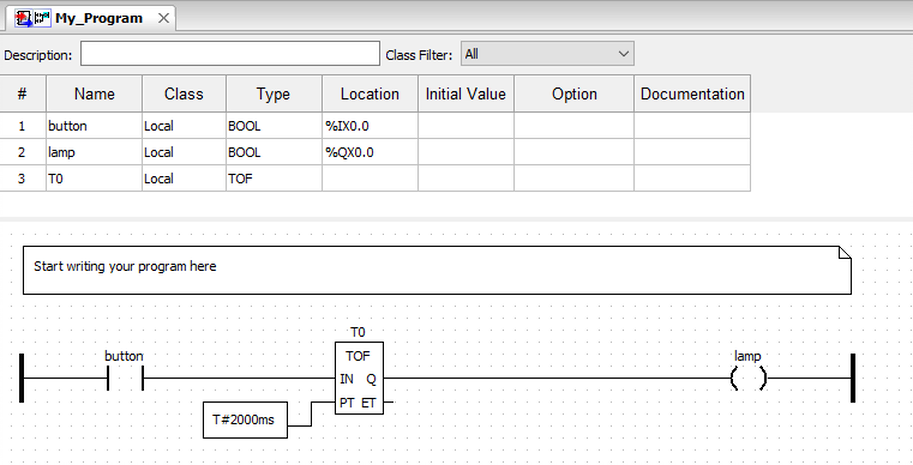 My_Program
Description: Class Filter: All
# Name Class Type Location Initial Value Option Documentation
1 button Local BOOL %IX0.0
2 lamp Local BOOL %QX0.0
3 T0 Local TOF
Start writing your program here
T0
button TOF lamp
IN Q
PT ET
T#2000ms